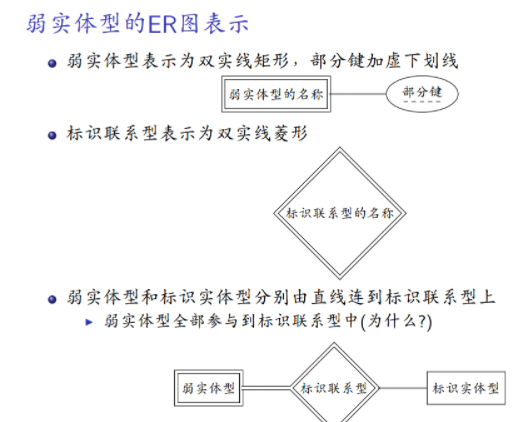 弱实体型的ER图表示
弱实体型表示为双实线矩形，部分键加虚下划线
弱实体型的名称
部分键
标识联系型表示为双实线菱形
标识联系型的名称
弱实体型和标识实体型分别由直线连到标识联系型上
弱实体型全部参与到标识联系型中(为什么?)
弱实体型
标识联系型
标识实体型